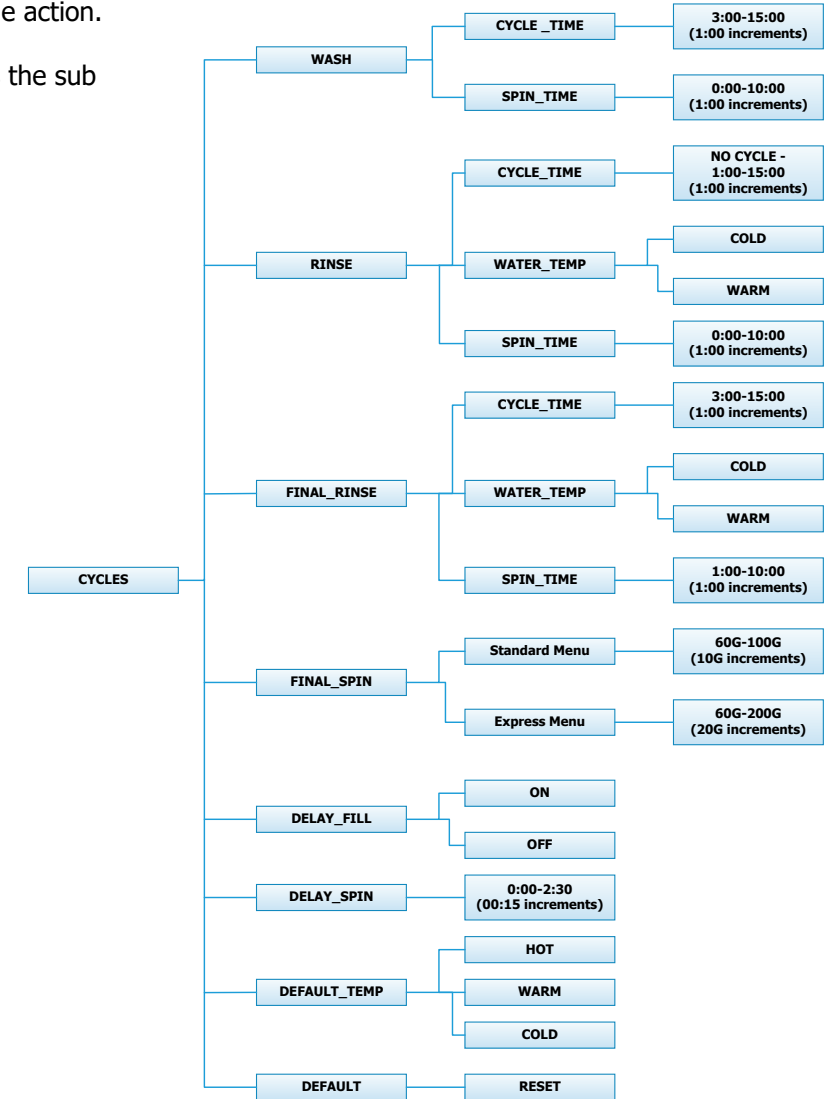 e action.
the sub
CYCLES
WASH
CYCLE _TIME
3:00-15:00
(1:00 increments)
SPIN_TIME
0:00-10:00
(1:00 increments)
RINSE
CYCLE_TIME
NO CYCLE -
1:00-15:00
(1:00 increments)
WATER_TEMP
COLD
WARM
SPIN_TIME
0:00-10:00
(1:00 increments)
FINAL_RINSE
CYCLE_TIME
3:00-15:00
(1:00 increments)
WATER_TEMP
COLD
WARM
SPIN_TIME
1:00-10:00
(1:00 increments)
FINAL_SPIN
Standard Menu
60G-100G
(10G increments)
Express Menu
60G-200G
(20G increments)
DELAY_FILL
ON
OFF
DELAY_SPIN
0:00-2:30
(00:15 increments)
DEFAULT_TEMP
HOT
WARM
COLD
DEFAULT
RESET